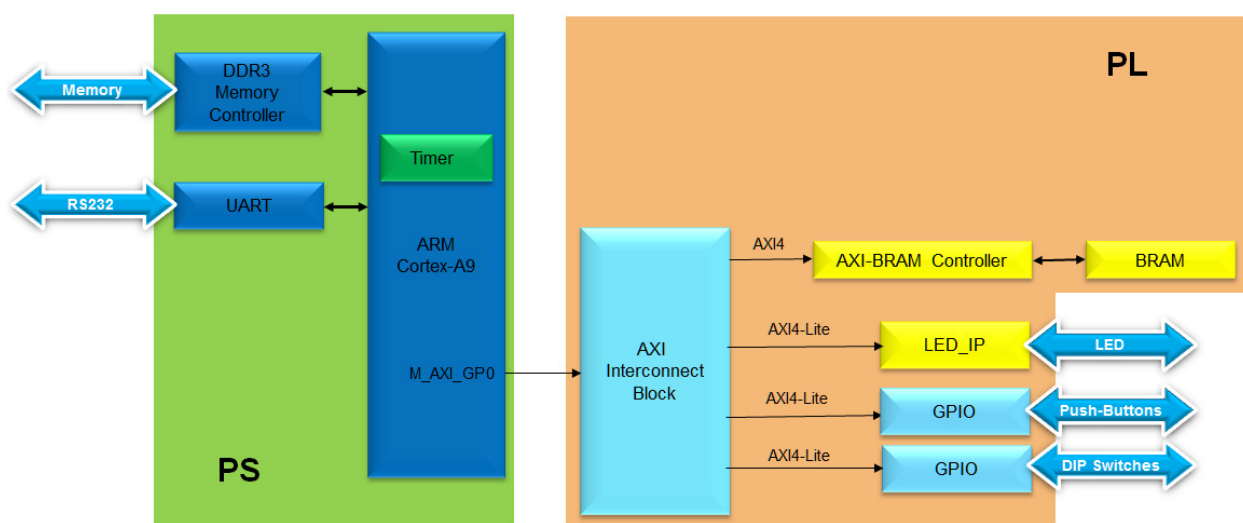 PL
DDR3
Memory
Controller
Memory
Timer
UART
RS232
ARM
Cortex-A9
AXI4
AXI-BRAM Controller
BRAM
AXI4-Lite
LED_IP
LED
AXI
Interconnect
Block
M_AXI_GP0
AXI4-Lite
GPIO
Push-Buttons
AXI4-Lite
GPIO
DIP Switches
PS